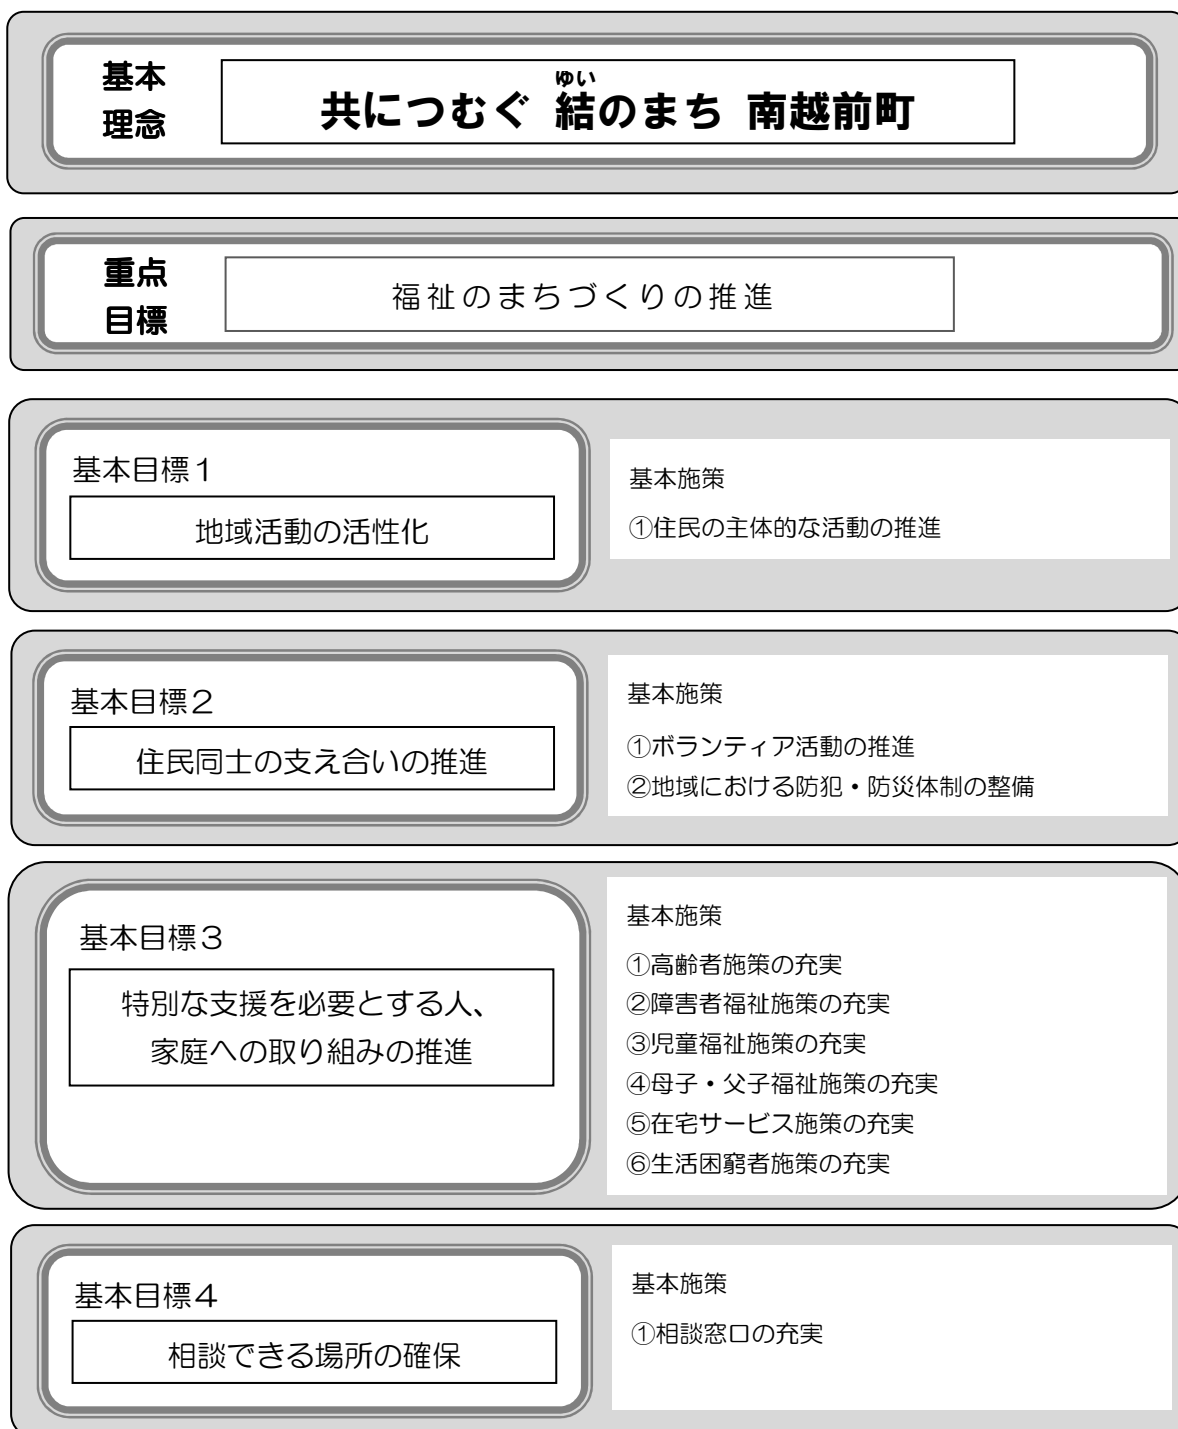 基本
理念
ゆい
共につむぐ 結のまち 南越前町
重点
目標
福祉のまちづくりの推進
基本目標１
地域活動の活性化
基本施策
①住民の主体的な活動の推進
基本目標２
住民同士の支え合いの推進
基本施策
①ボランティア活動の推進
②地域における防犯・防災体制の整備
基本目標３
特別な支援を必要とする人、
家庭への取り組みの推進
基本施策
①高齢者施策の充実
②障害者福祉施策の充実
③児童福祉施策の充実
④母子・父子福祉施策の充実
⑤在宅サービス施策の充実
⑥生活困窮者施策の充実
基本目標４
相談できる場所の確保
基本施策
①相談窓口の充実